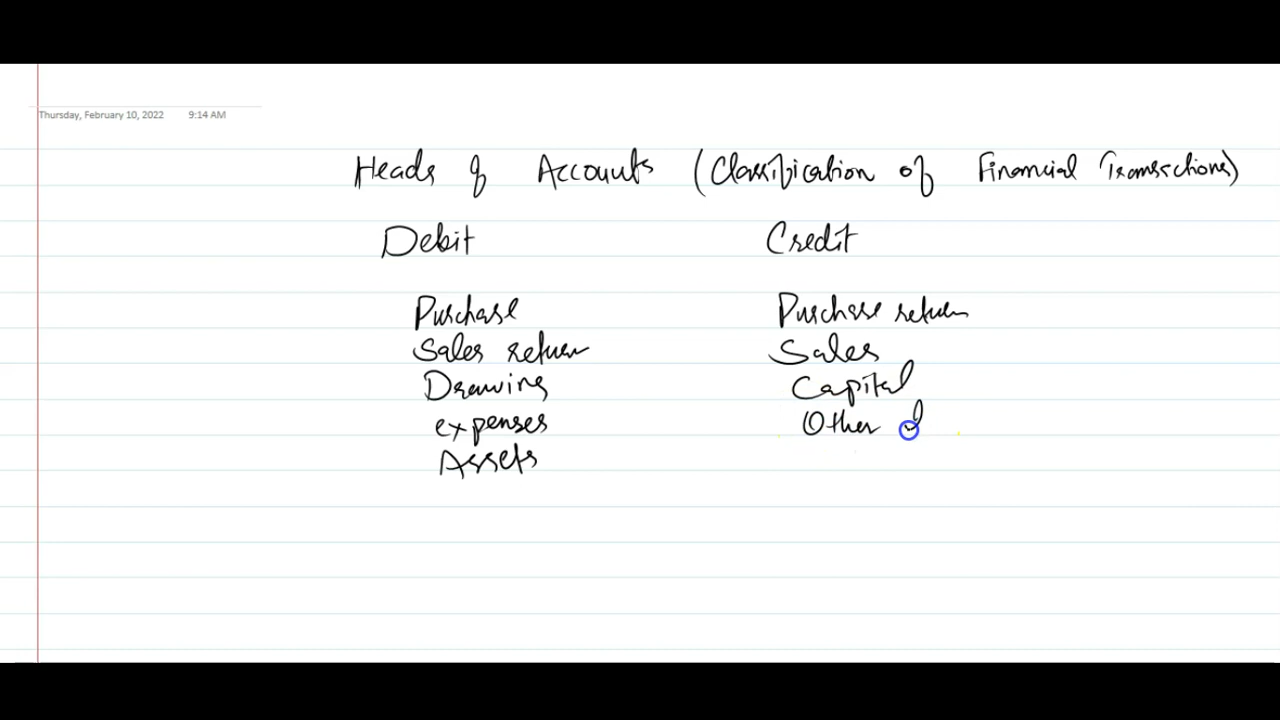 Thursday, February 10, 2022 9:14 AM
Heads of Accounts (Classification of Financial Transactions)
Debit Credit
Purchase Purchase return
Sales return Sales
Drawing Capital
expenses Other
Assets